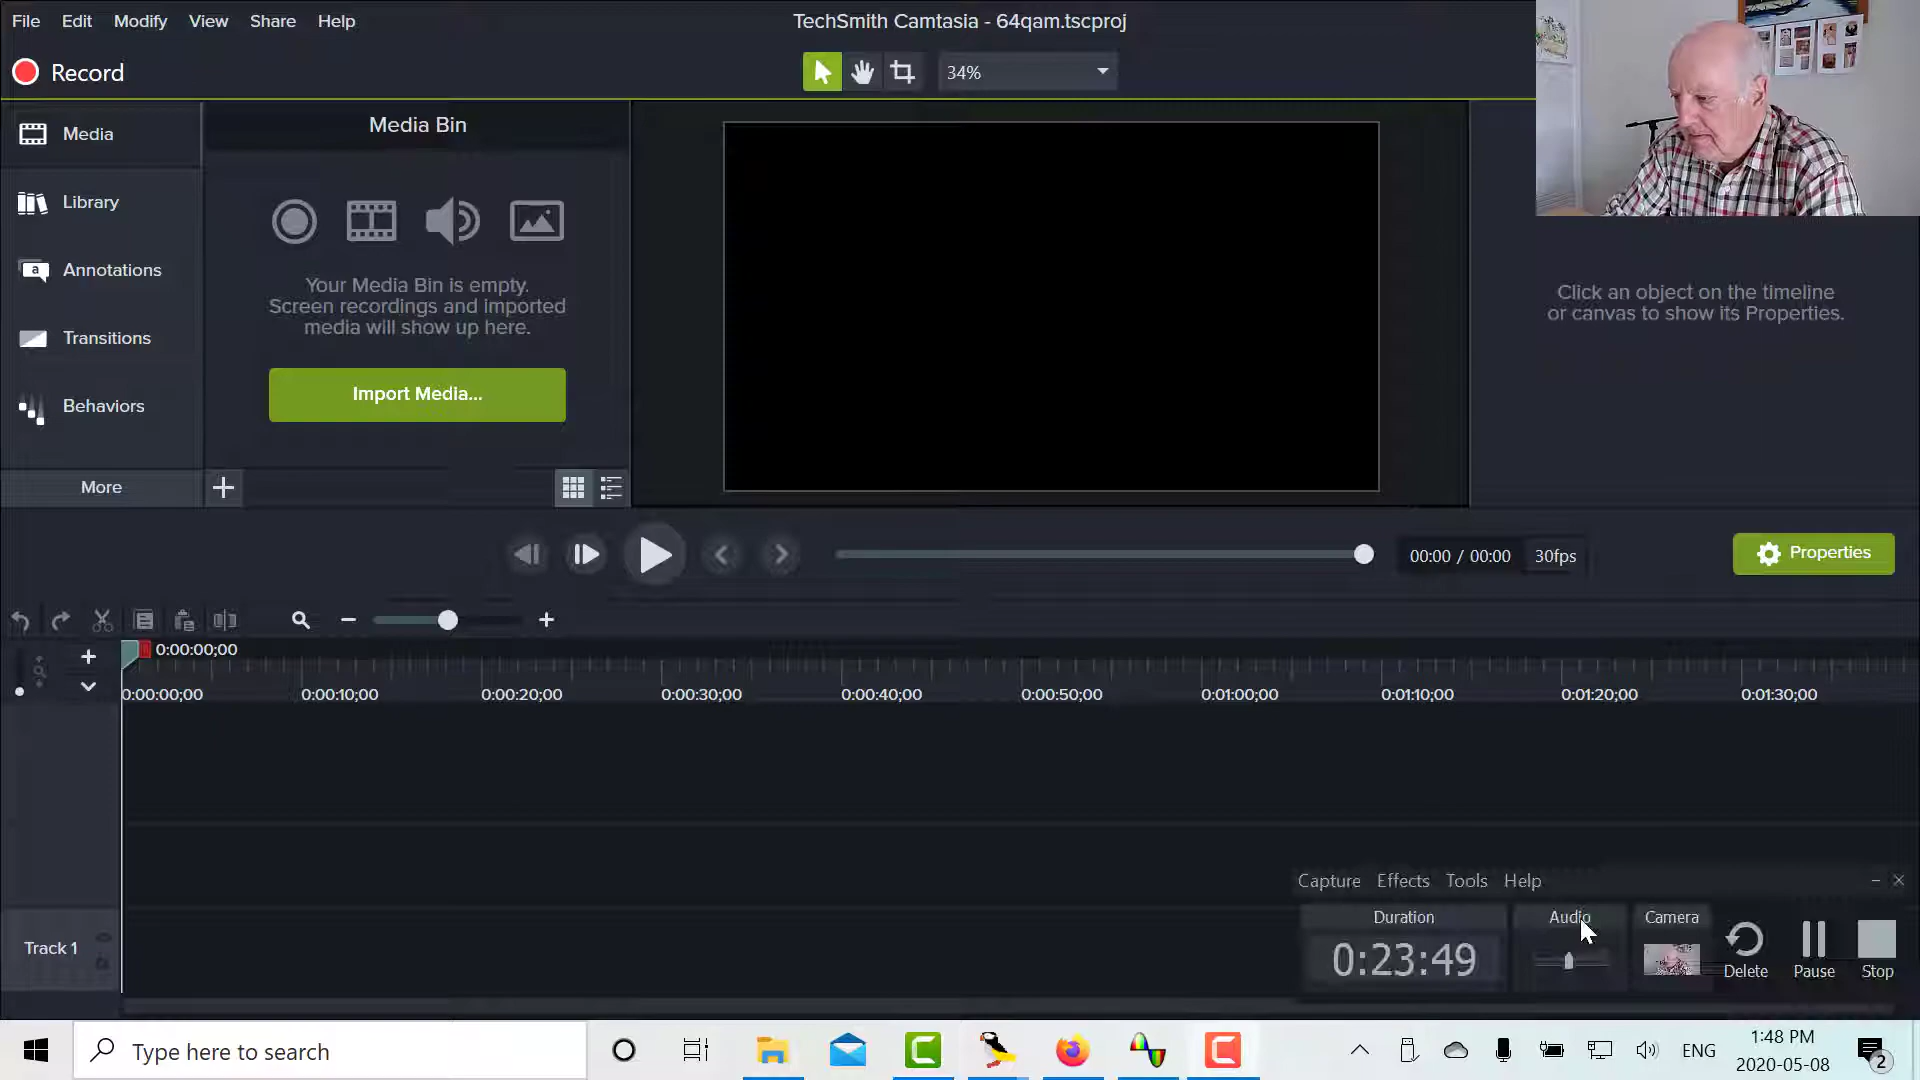 File Edit Modify View Share Help
TechSmith Camtasia - 64qam.tscproj
Record
34%
Media
Library
Annotations
Transitions
Behaviors
More
Media Bin
Your Media Bin is empty.
Screen recordings and imported
media will show up here.
Import Media...
Click an object on the timeline
or canvas to show its Properties.
00:00 / 00:00
30fps
Properties
0:00:00;00
0:00:00;00 0:00:10;00 0:00:20;00 0:00:30;00 0:00:40;00 0:00:50;00 0:01:00;00 0:01:10;00 0:01:20;00 0:01:30;00
Track 1
Capture Effects Tools Help
Duration
0:23:49
Audio
Camera
Delete
Pause
Stop
Type here to search
ENG
1:48 PM
2020-05-08
2